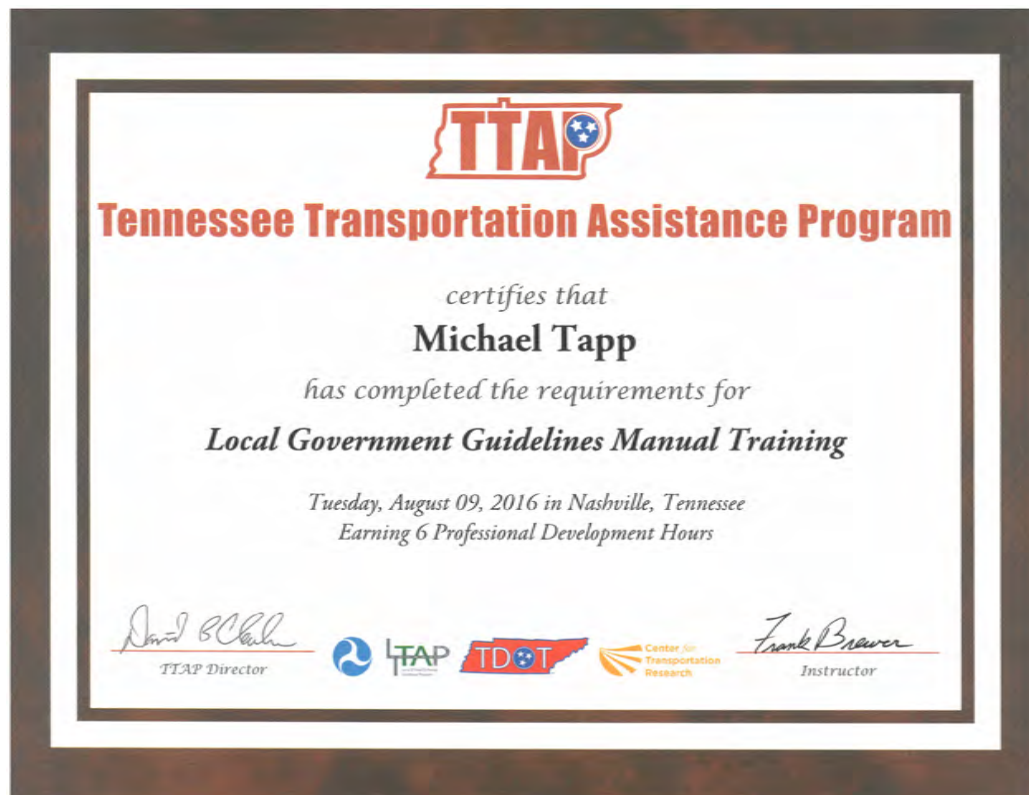 TTAP
Tennessee Transportation Assistance Program
certifies that
Michael Tapp
has completed the requirements for
Local Government Guidelines Manual Training
Tuesday, August 09, 2016 in Nashville, Tennessee
Earning 6 Professional Development Hours
TTAP Director
LTAP
TDOT
Center for
Transportation
Research
Frank Brewer
Instructor